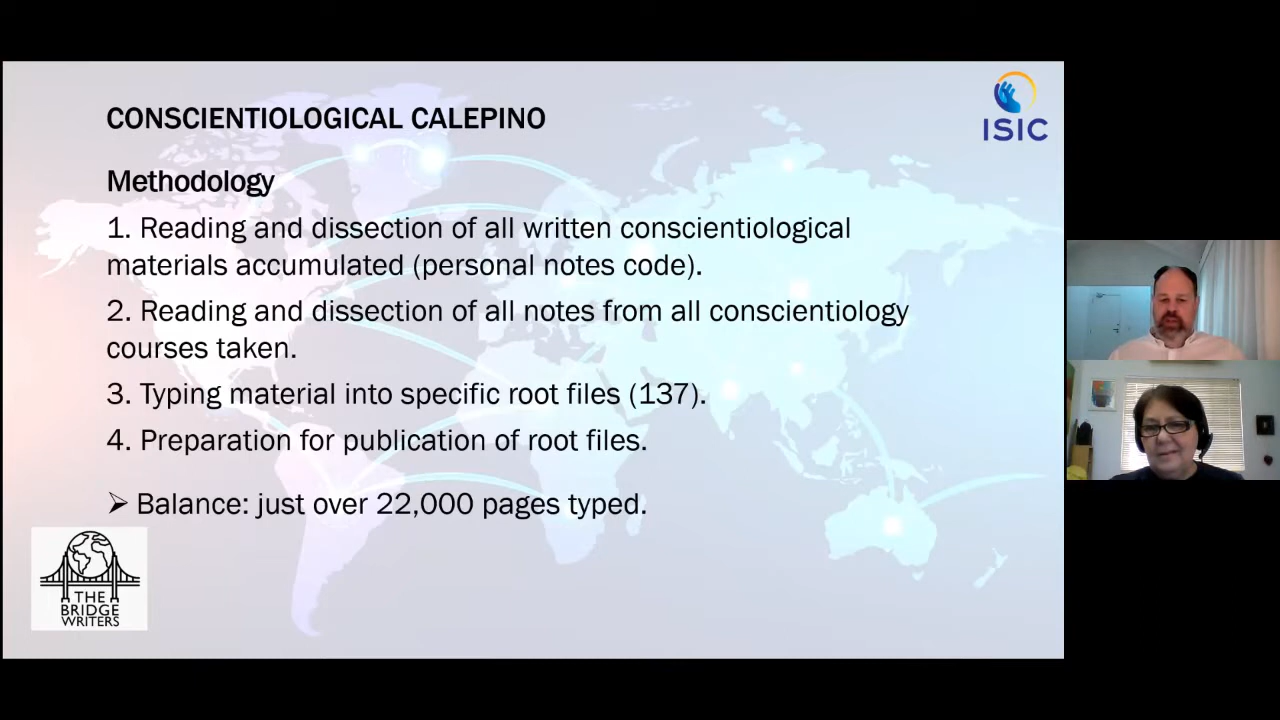 CONSCIENTIOLOGICAL CALEPINO
ISIC
Methodology
1. Reading and dissection of all written conscientiological
materials accumulated (personal notes code).
2. Reading and dissection of all notes from all conscientiology
courses taken.
3. Typing material into specific root files (137).
4. Preparation for publication of root files.
➢ Balance: just over 22,000 pages typed.
THE
BRIDGE
WRITERS